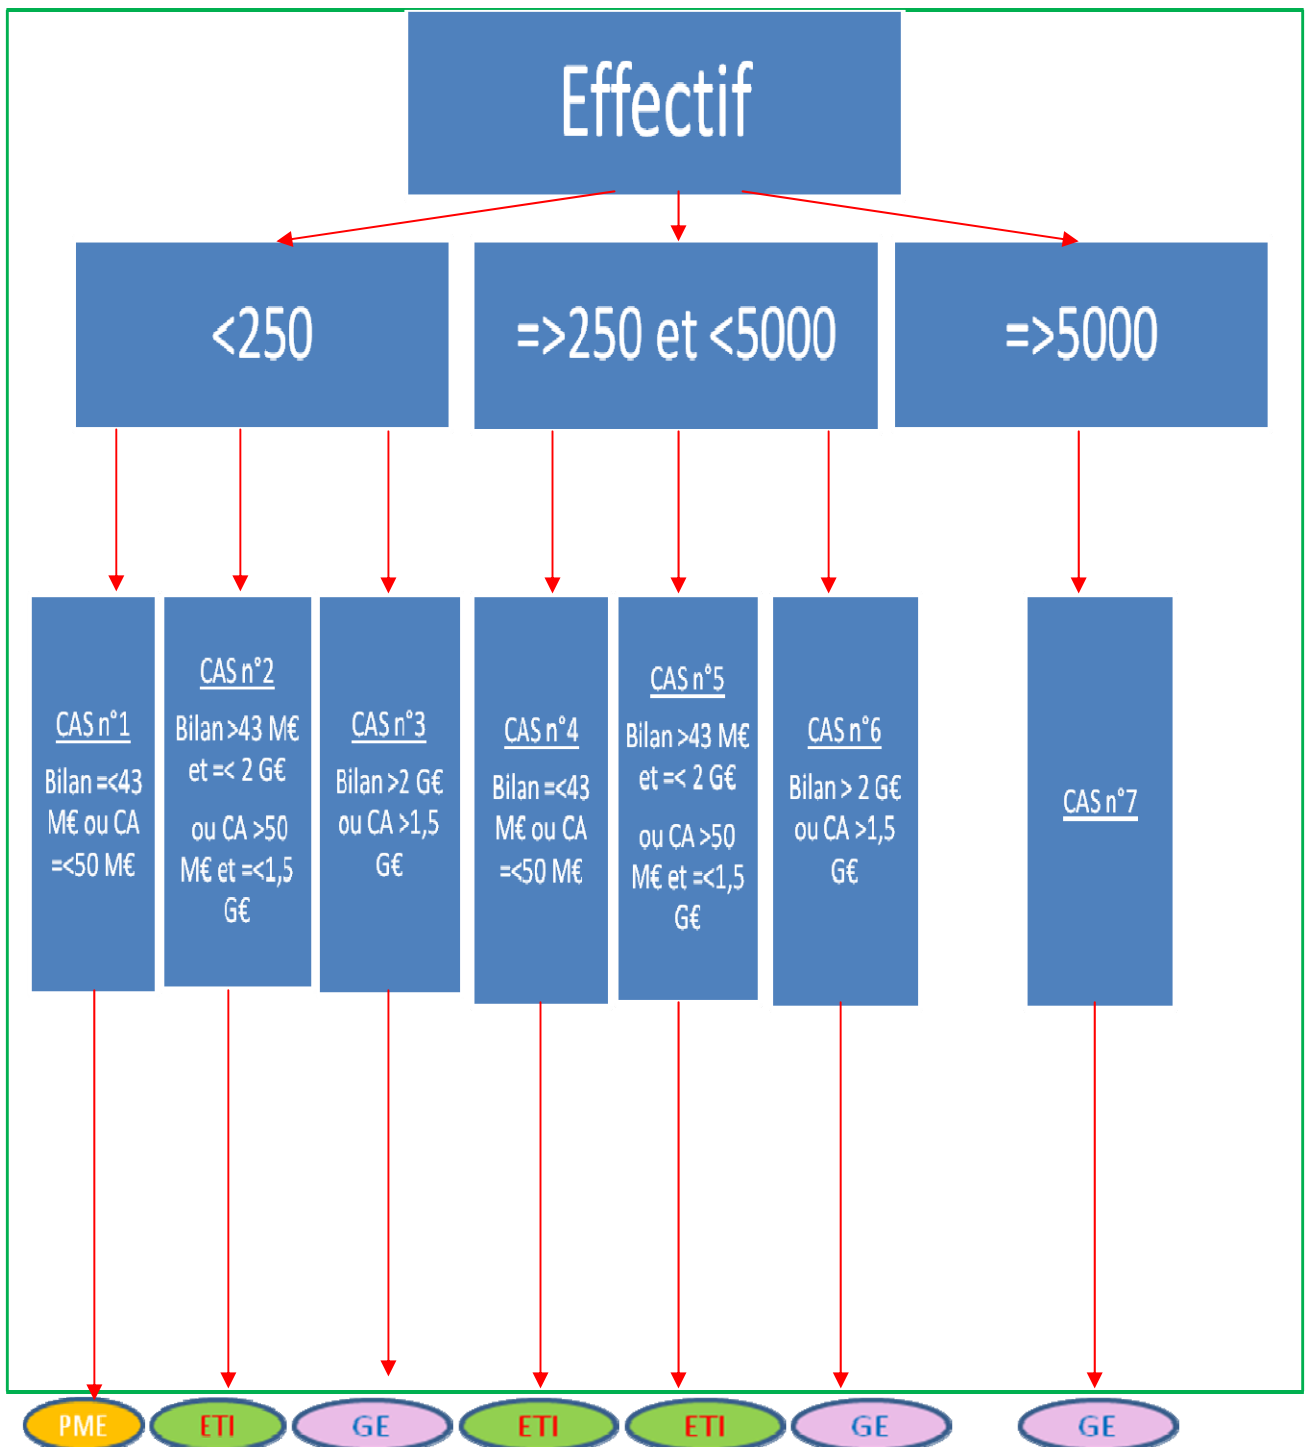 Effectif
<250
=>250 et <5000
=>5000
CAS n°1
Bilan =<43
M€ ou CA
=<50 M€
CAS n°2
Bilan >43 M€
et =< 2 G€
ou CA >50
M€ et =<1,5
G€
CAS n°3
Bilan >2 G€
ou CA >1,5
G€
CAS n°4
Bilan =<43
M€ ou CA
=<50 M€
CAS n°5
Bilan >43 M€
et =< 2 G€
ou CA >50
M€ et =<1,5
G€
CAS n°6
Bilan > 2 G€
ou CA >1,5
G€
CAS n°7
PME
ETI
GE
ETI
ETI
GE
GE